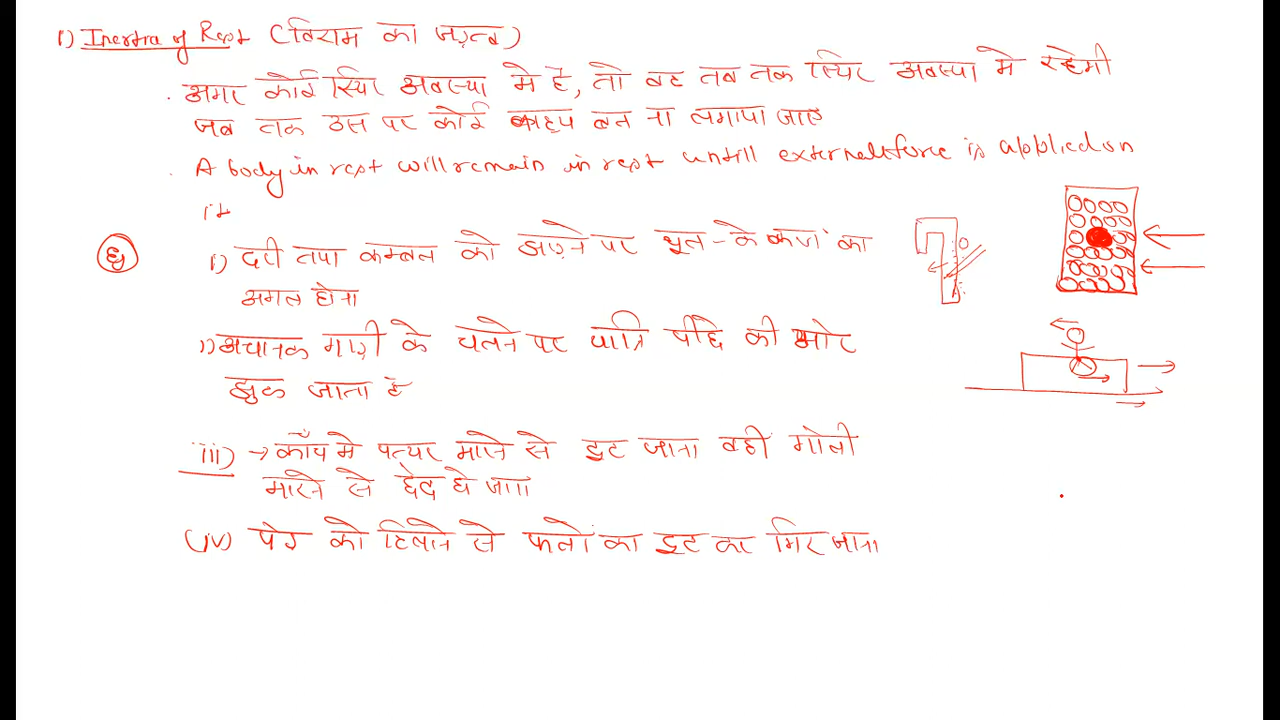 1) Inertia of Rest (विराम का जड़त्व)
अगर कोई स्थिर अवस्था मे है, तो वह तब तक स्थिर अवस्था मे रहेगी
जब तक उस पर कोई बाह्य बल ना लगाया जाए
A body in rest will remain in rest untill external force is applied on
it
i) दरी तथा कम्बल को झाड़ने पर धूल-के कणों का
अलग होना
अचानक गाड़ी के चलने पर यात्रि पीछे की ओर
झुक जाता है
iii) → काँच मे पत्थर मारने से टुट जाना वही गोली
मारने से छेद हो जाना
(iv) पेड़ को हिलाने से फलो का टुट कर गिर जाना